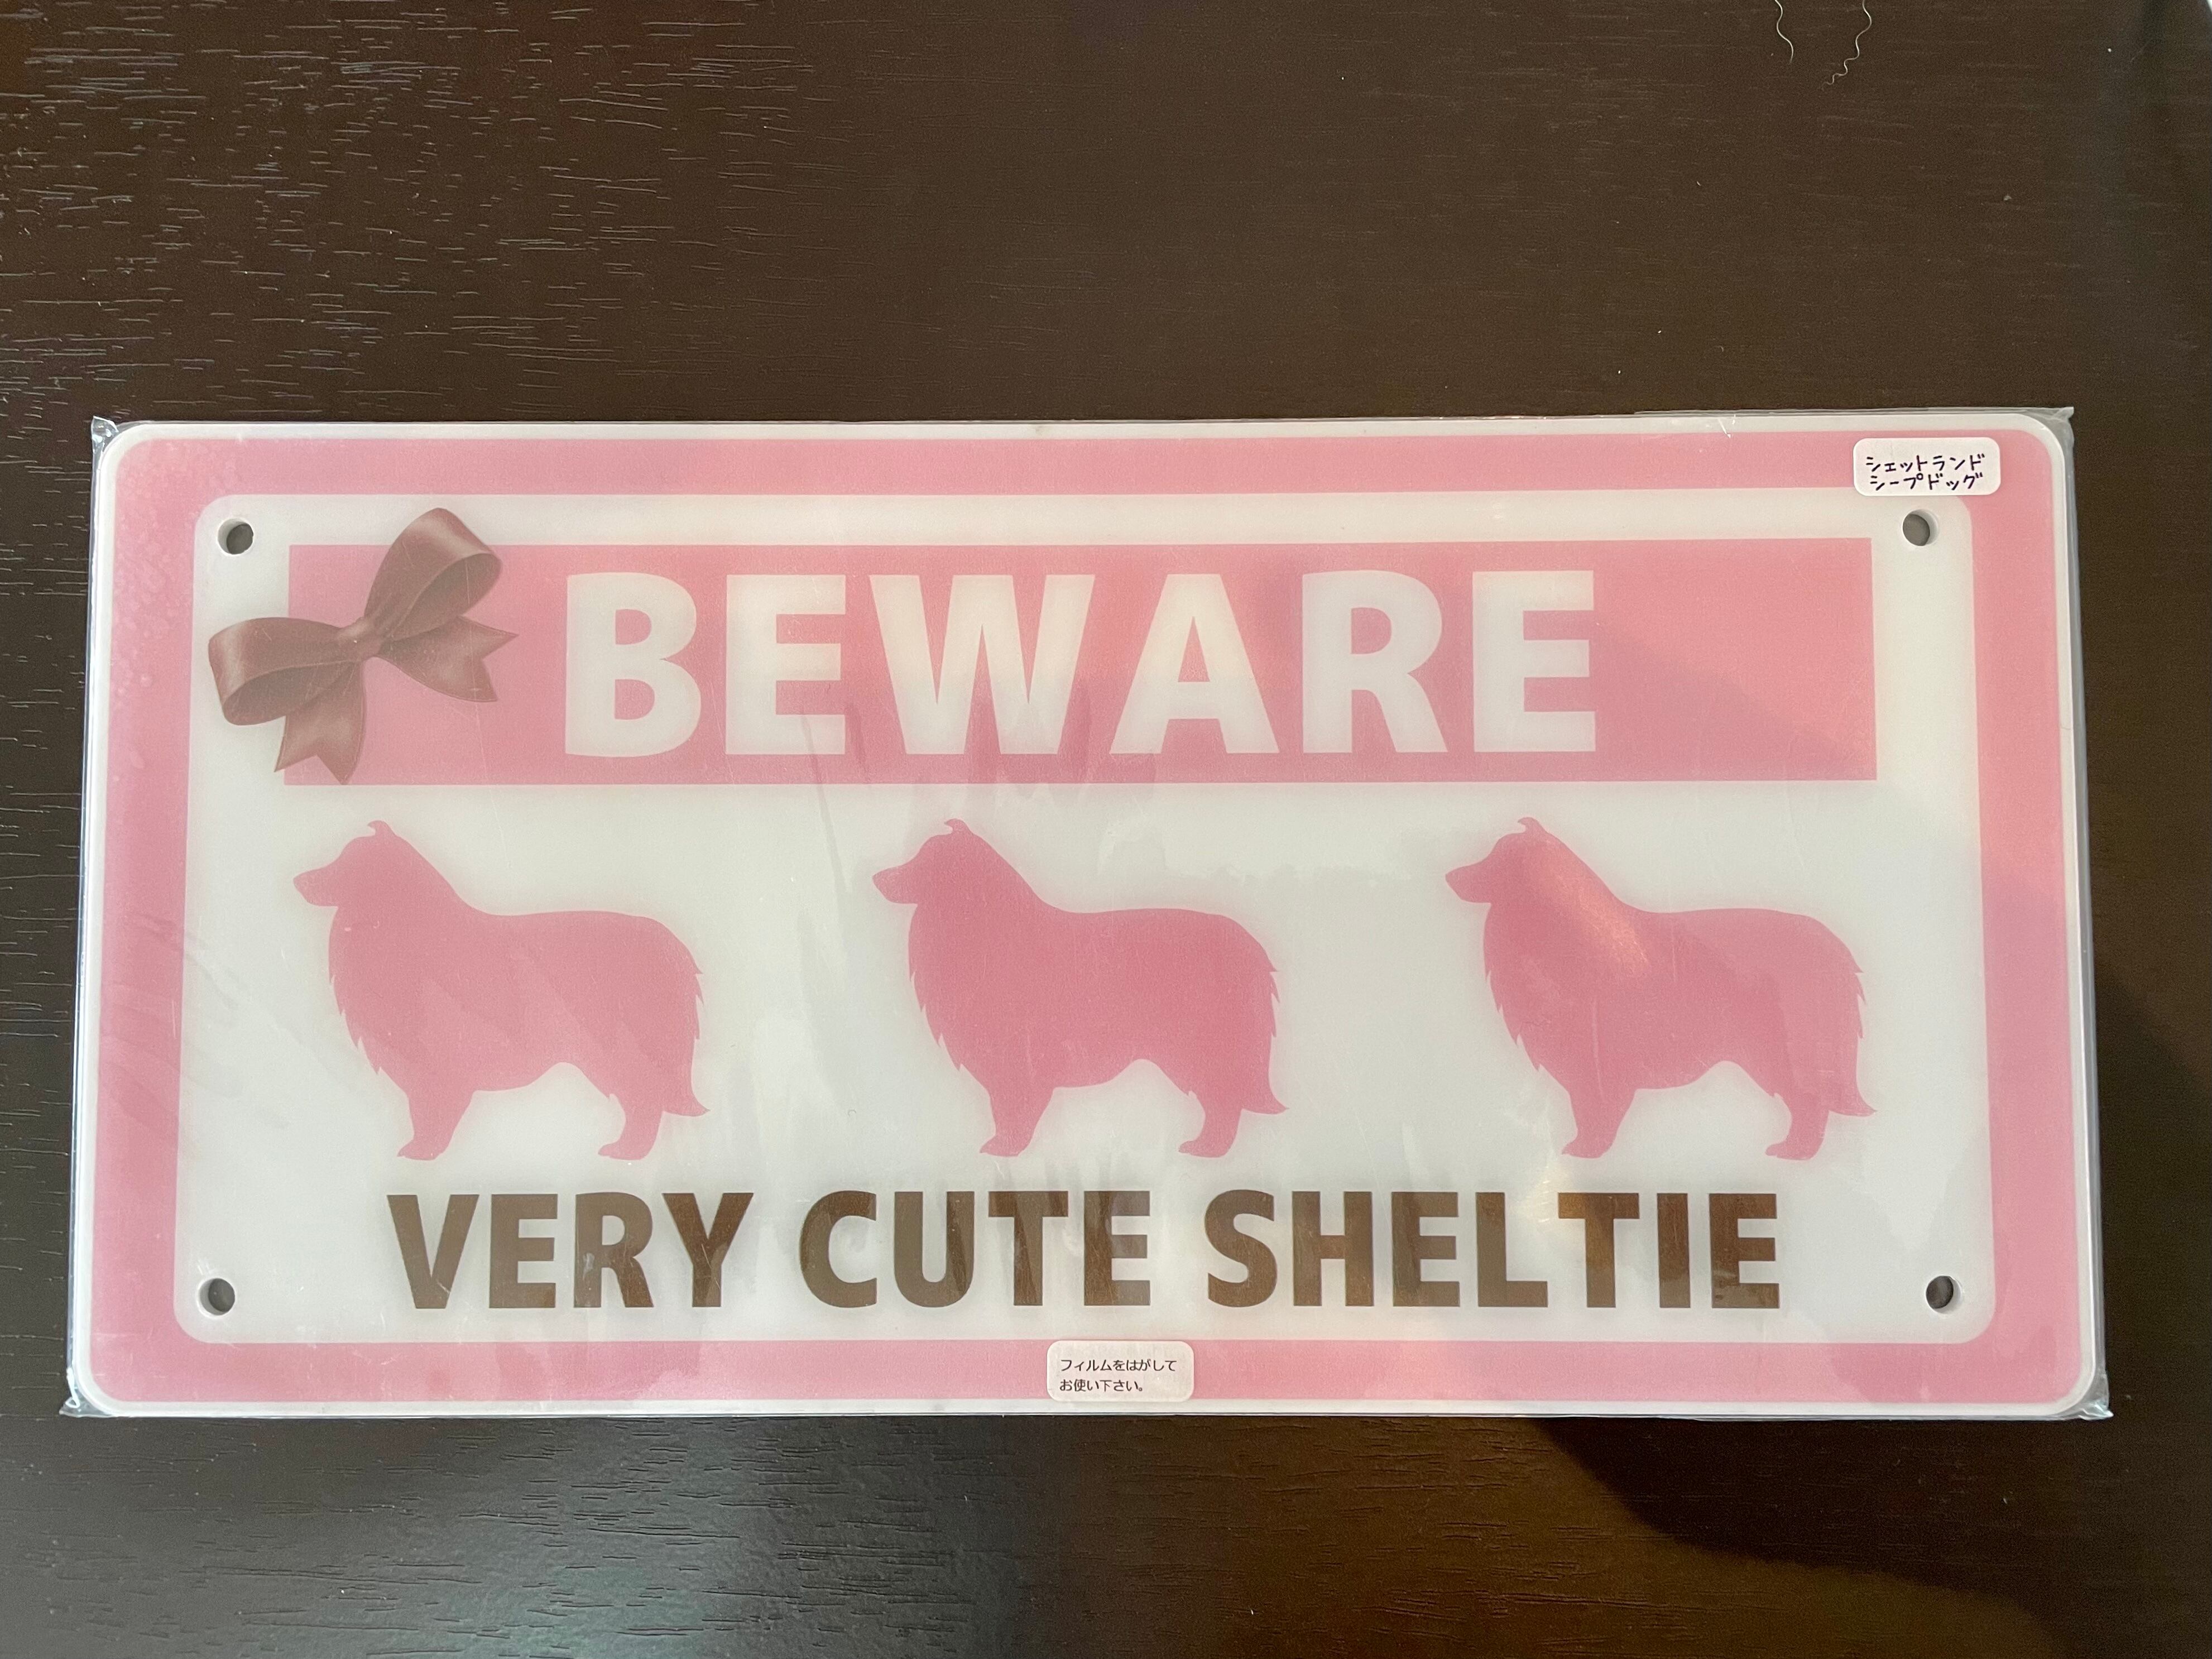 シェットランド
シープドッグ
BEWARE
VERY CUTE SHELTIE
フィルムをはがして
お使い下さい。